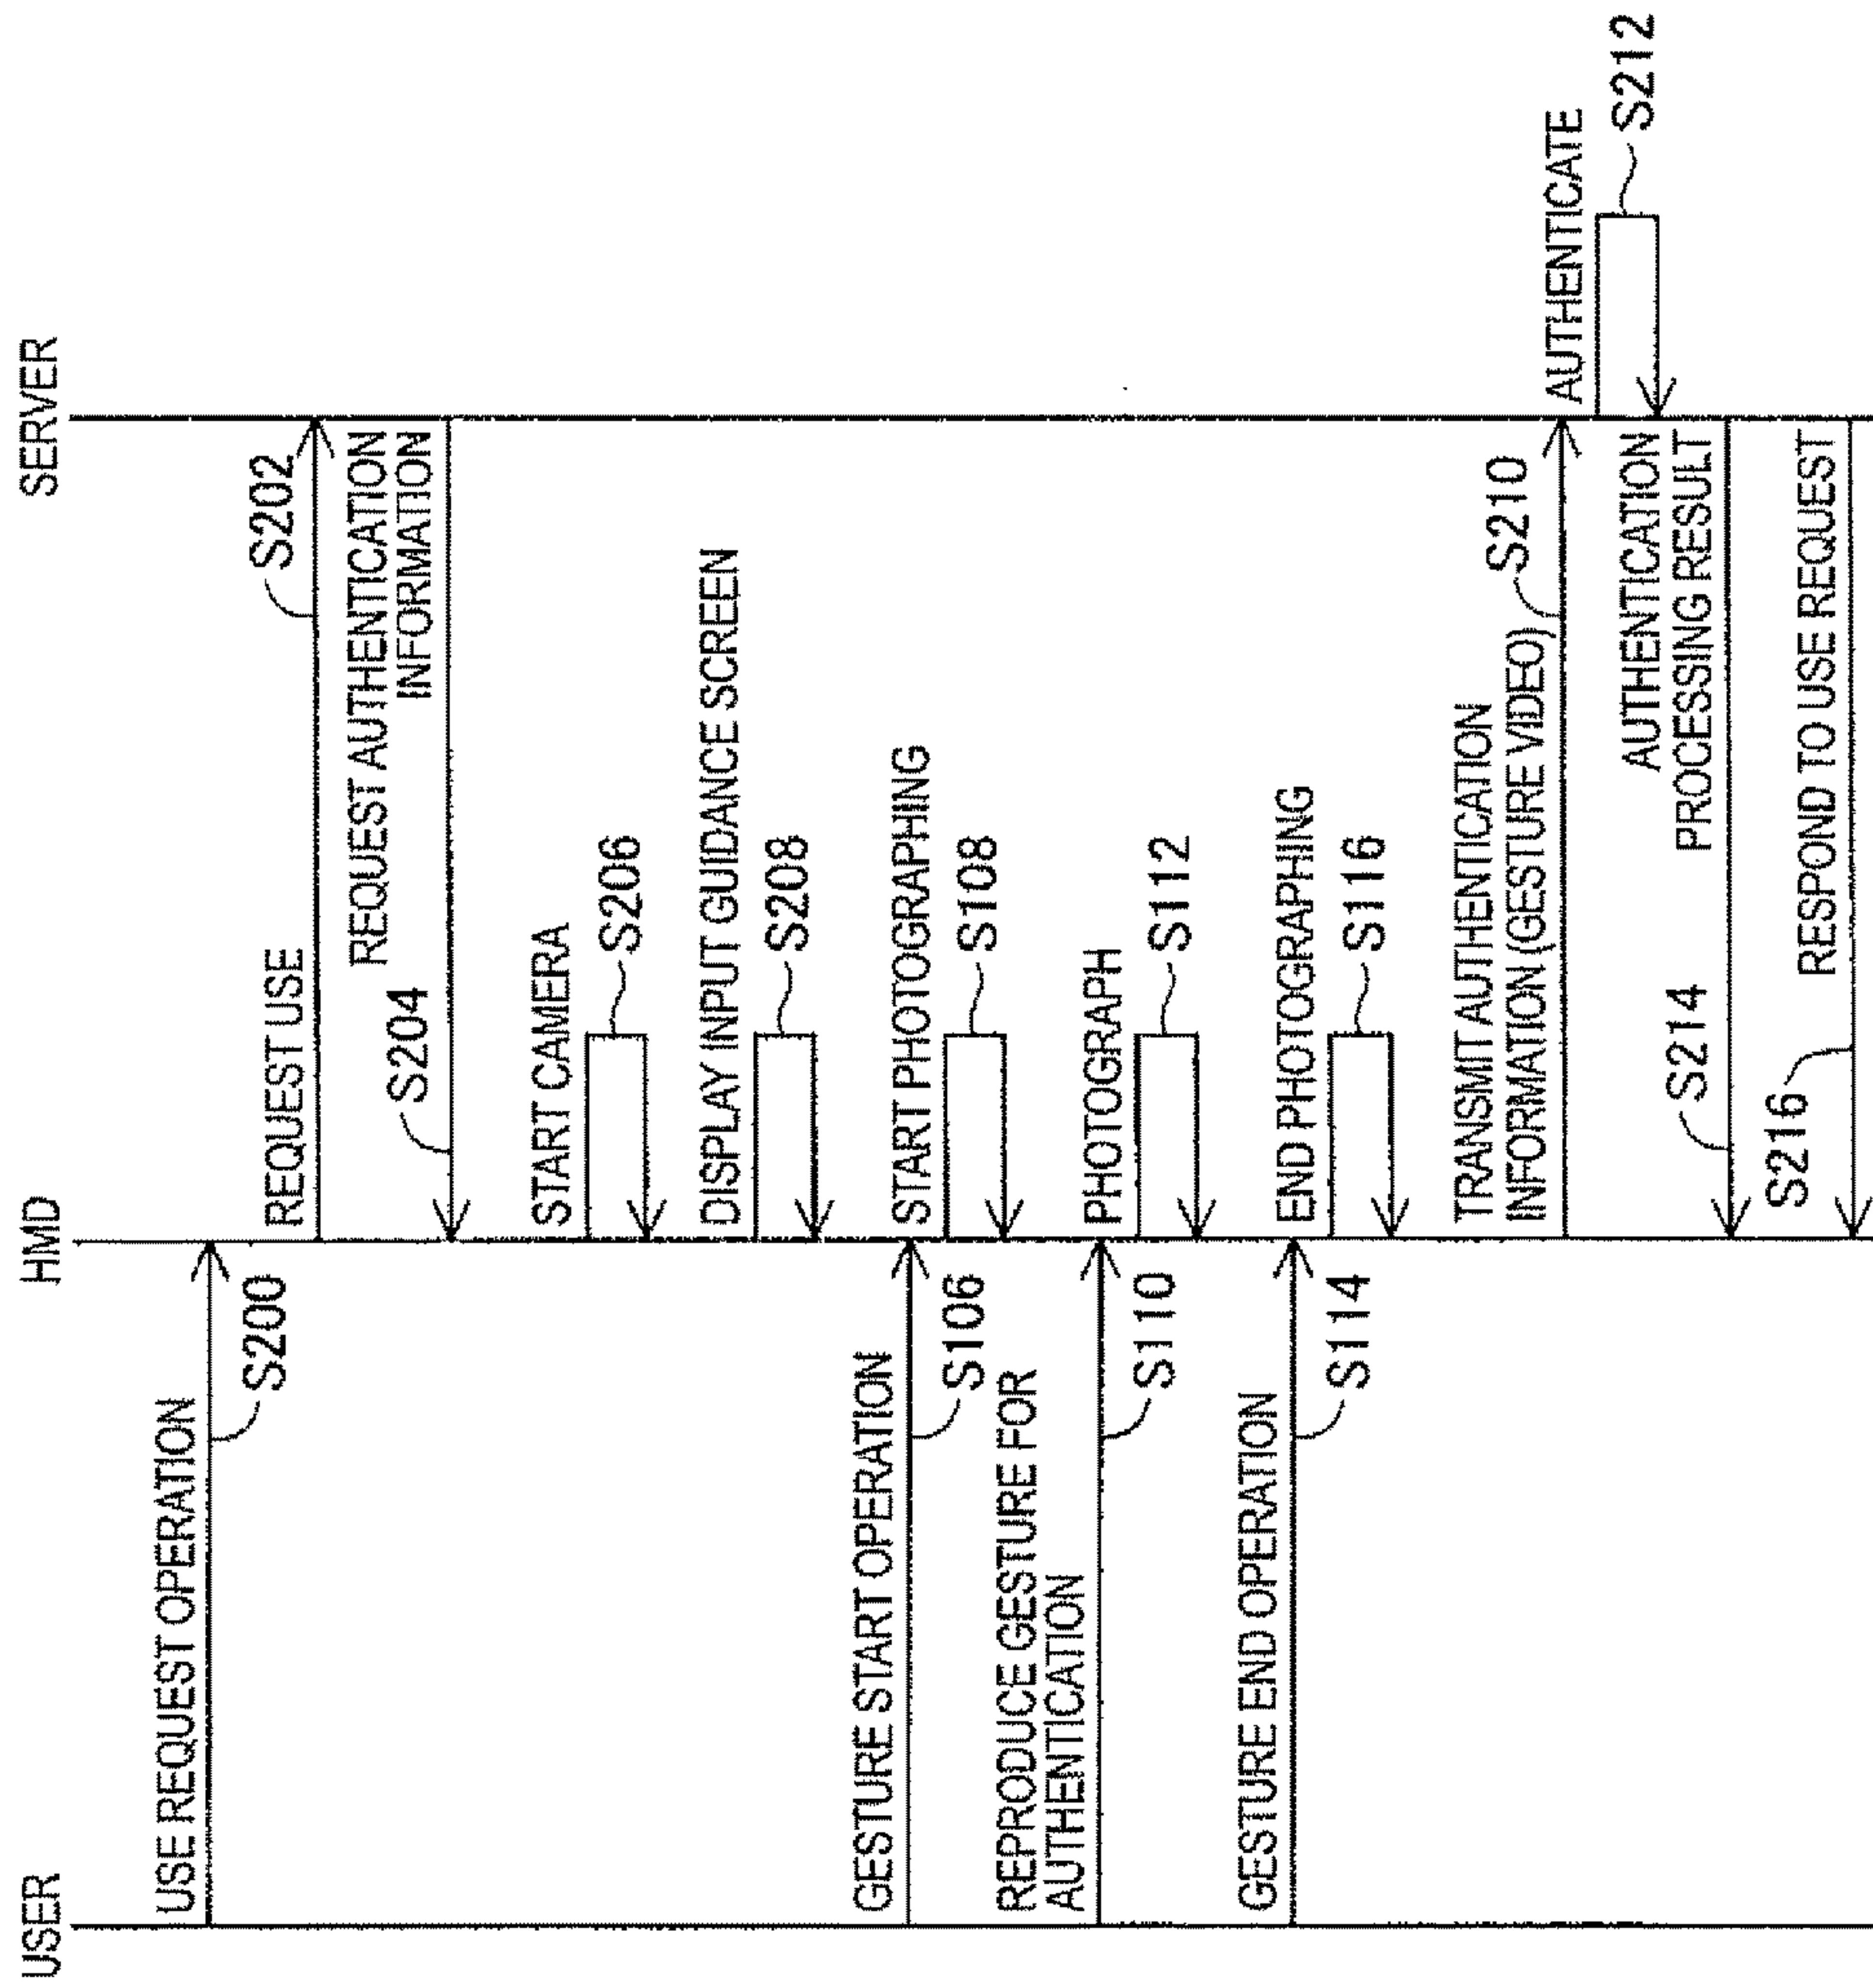 USER
HMD
SERVER
USE REQUEST OPERATION
S200
REQUEST USE
S202
REQUEST AUTHENTICATION
INFORMATION
S204
START CAMERA
S206
DISPLAY INPUT GUIDANCE SCREEN
S208
GESTURE START OPERATION
S106
START PHOTOGRAPHING
S108
REPRODUCE GESTURE FOR
AUTHENTICATION
S110
PHOTOGRAPH
S112
GESTURE END OPERATION
S114
END PHOTOGRAPHING
S116
TRANSMIT AUTHENTICATION
INFORMATION (GESTURE VIDEO)
S210
AUTHENTICATE
S212
AUTHENTICATION
PROCESSING RESULT
S214
RESPOND TO USE REQUEST
S216